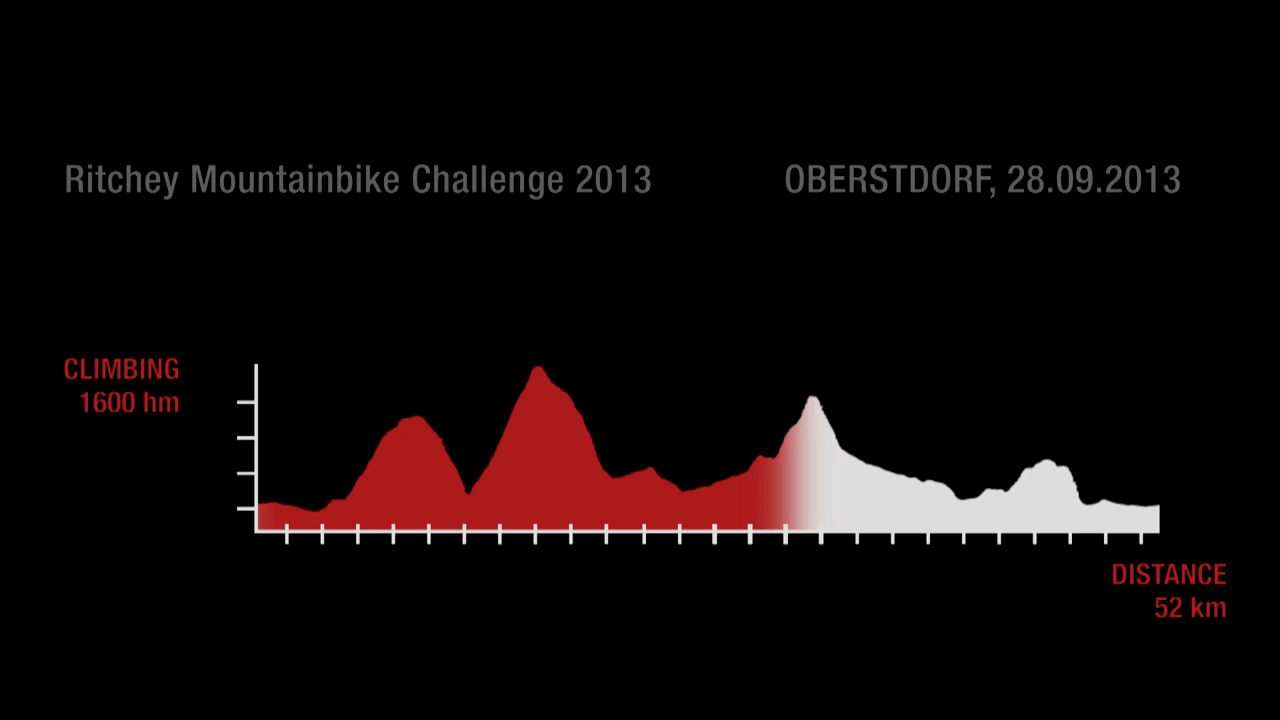 Ritchey Mountainbike Challenge 2013
OBERSTDORF, 28.09.2013
CLIMBING
1600 hm
DISTANCE
52 km